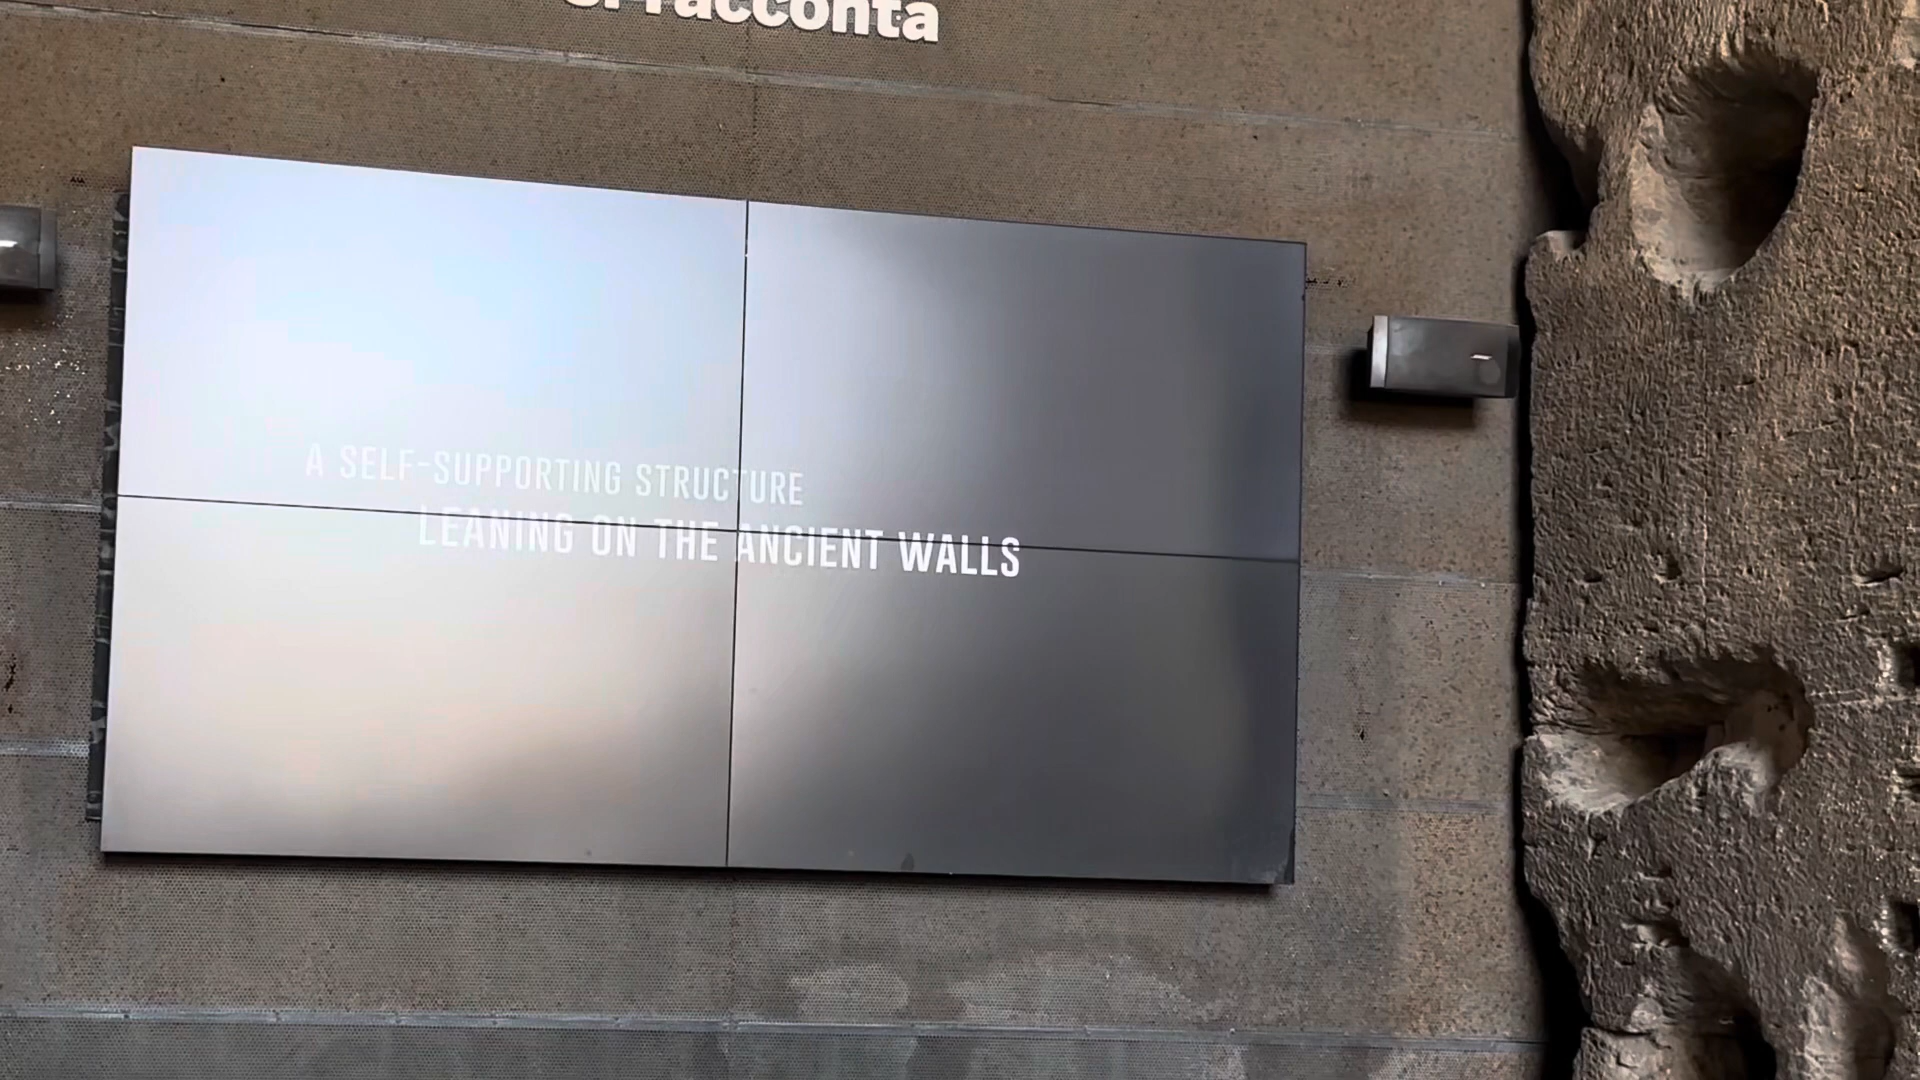 si racconta
A SELF-SUPPORTING STRUCTURE
LEANING ON THE ANCIENT WALLS